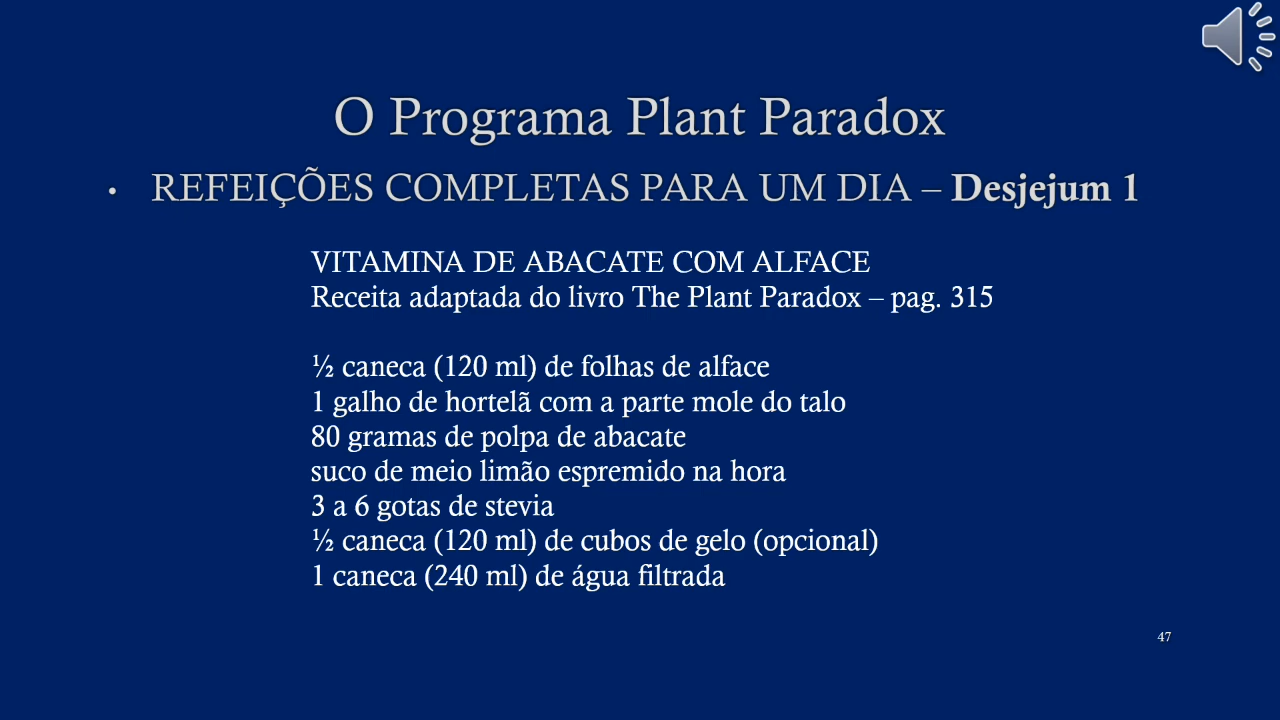 O Programa Plant Paradox
• REFEIÇÕES COMPLETAS PARA UM DIA – Desjejum 1
VITAMINA DE ABACATE COM ALFACE
Receita adaptada do livro The Plant Paradox – pag. 315
½ caneca (120 ml) de folhas de alface
1 galho de hortelã com a parte mole do talo
80 gramas de polpa de abacate
suco de meio limão espremido na hora
3 a 6 gotas de stevia
½ caneca (120 ml) de cubos de gelo (opcional)
1 caneca (240 ml) de água filtrada
47